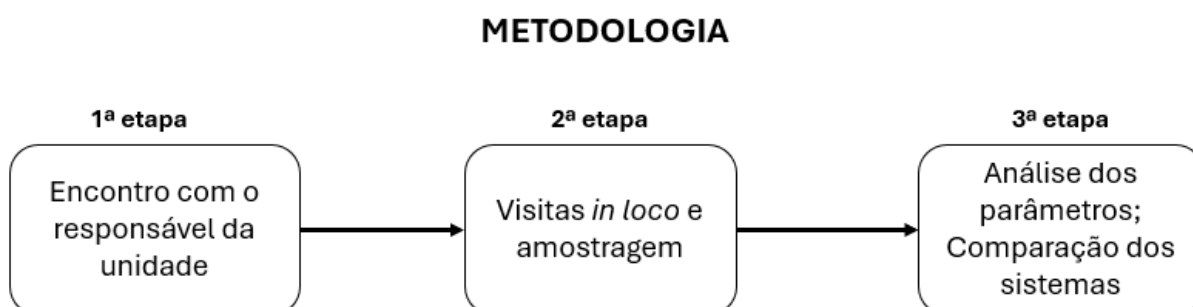 METODOLOGIA
1ª etapa
Encontro com o
responsável da
unidade
2ª etapa
Visitas in loco e
amostragem
3ª etapa
Análise dos
parâmetros;
Comparação dos
sistemas